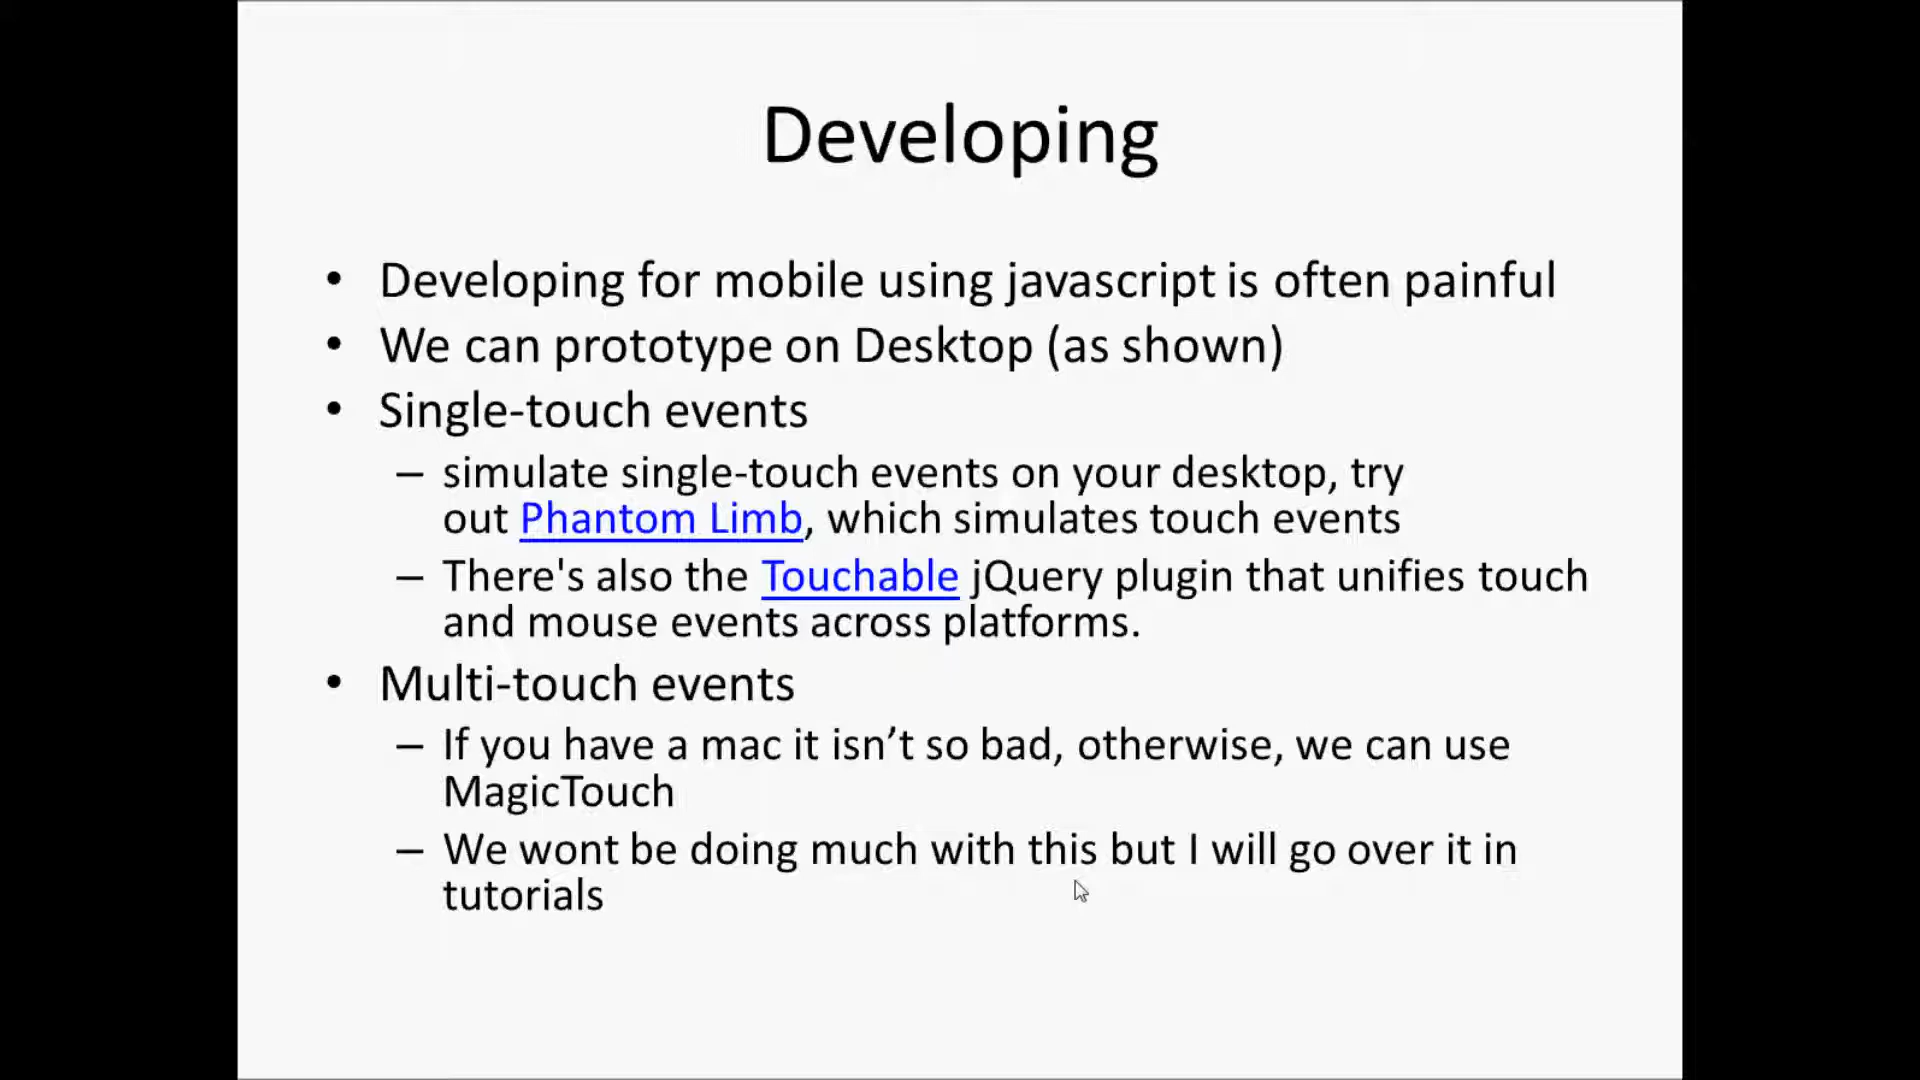 Developing
• Developing for mobile using javascript is often painful
• We can prototype on Desktop (as shown)
• Single-touch events
– simulate single-touch events on your desktop, try
out Phantom Limb, which simulates touch events
– There's also the Touchable jQuery plugin that unifies touch
and mouse events across platforms.
• Multi-touch events
– If you have a mac it isn’t so bad, otherwise, we can use
MagicTouch
– We wont be doing much with this but I will go over it in
tutorials